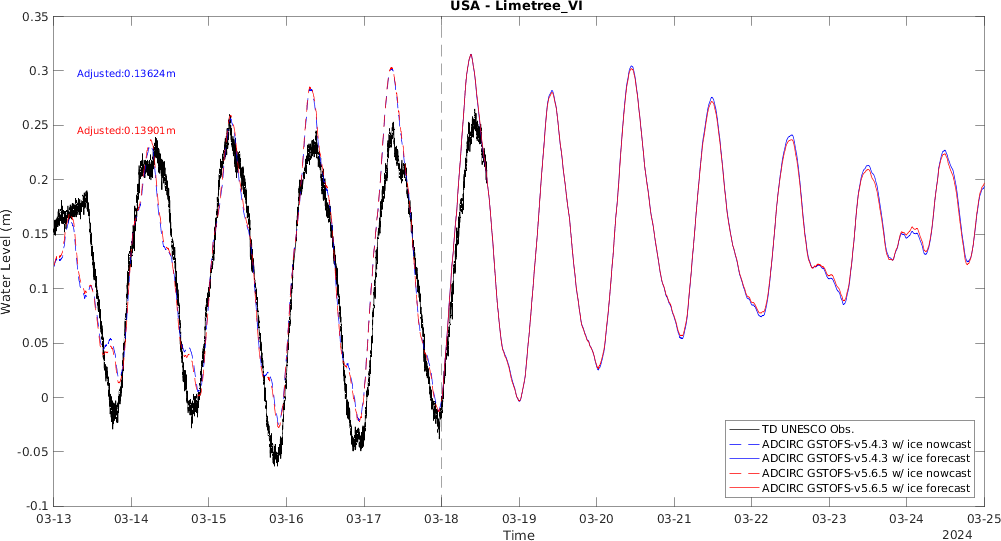 USA - Limetree_VI
0.35
0.3
0.25
0.2
0.15
0.1
0.05
0
-0.05
-0.1
Water Level (m)
Adjusted:0.13624m
Adjusted:0.13901m
TD UNESCO Obs.
ADCIRC GSTOFS-v5.4.3 w/ ice nowcast
ADCIRC GSTOFS-v5.4.3 w/ ice forecast
ADCIRC GSTOFS-v5.6.5 w/ ice nowcast
ADCIRC GSTOFS-v5.6.5 w/ ice forecast
03-13 03-14 03-15 03-16 03-17 03-18 03-19 03-20 03-21 03-22 03-23 03-24 03-25
Time
2024